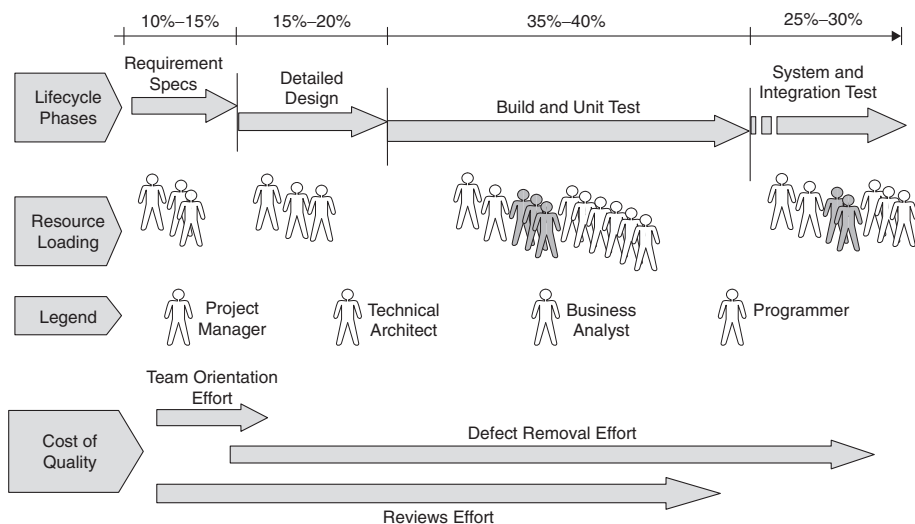 10%–15%
15%–20%
35%–40%
25%–30%
Lifecycle
Phases
Requirement
Specs
Detailed
Design
Build and Unit Test
System and
Integration Test
Resource
Loading
Legend
Project
Manager
Technical
Architect
Business
Analyst
Programmer
Cost of
Quality
Team Orientation
Effort
Defect Removal Effort
Reviews Effort